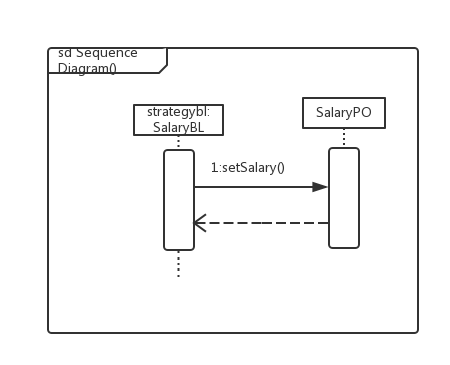 sd Sequence
Diagram()
strategybl:
SalaryBL
SalaryPO
1:setSalary()